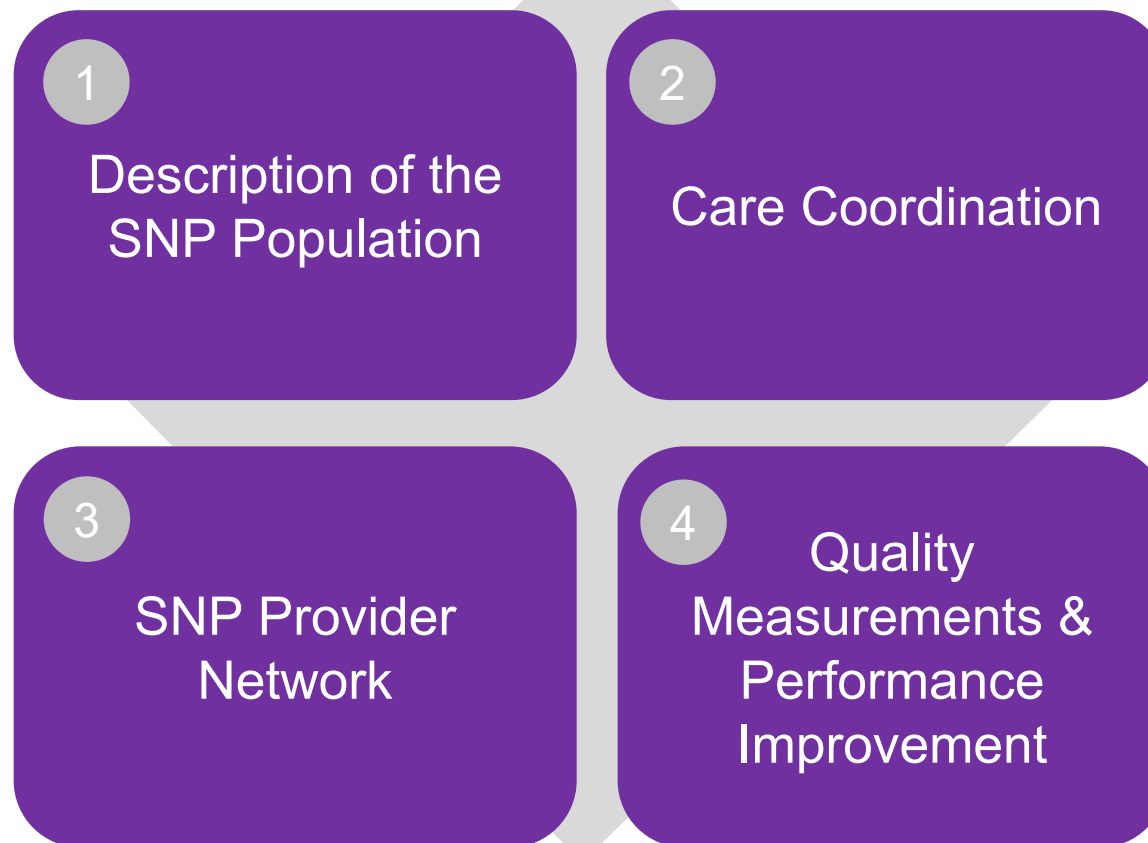 1
Description of the
SNP Population
2
Care Coordination
3
SNP Provider
Network
4
Quality
Measurements &
Performance
Improvement